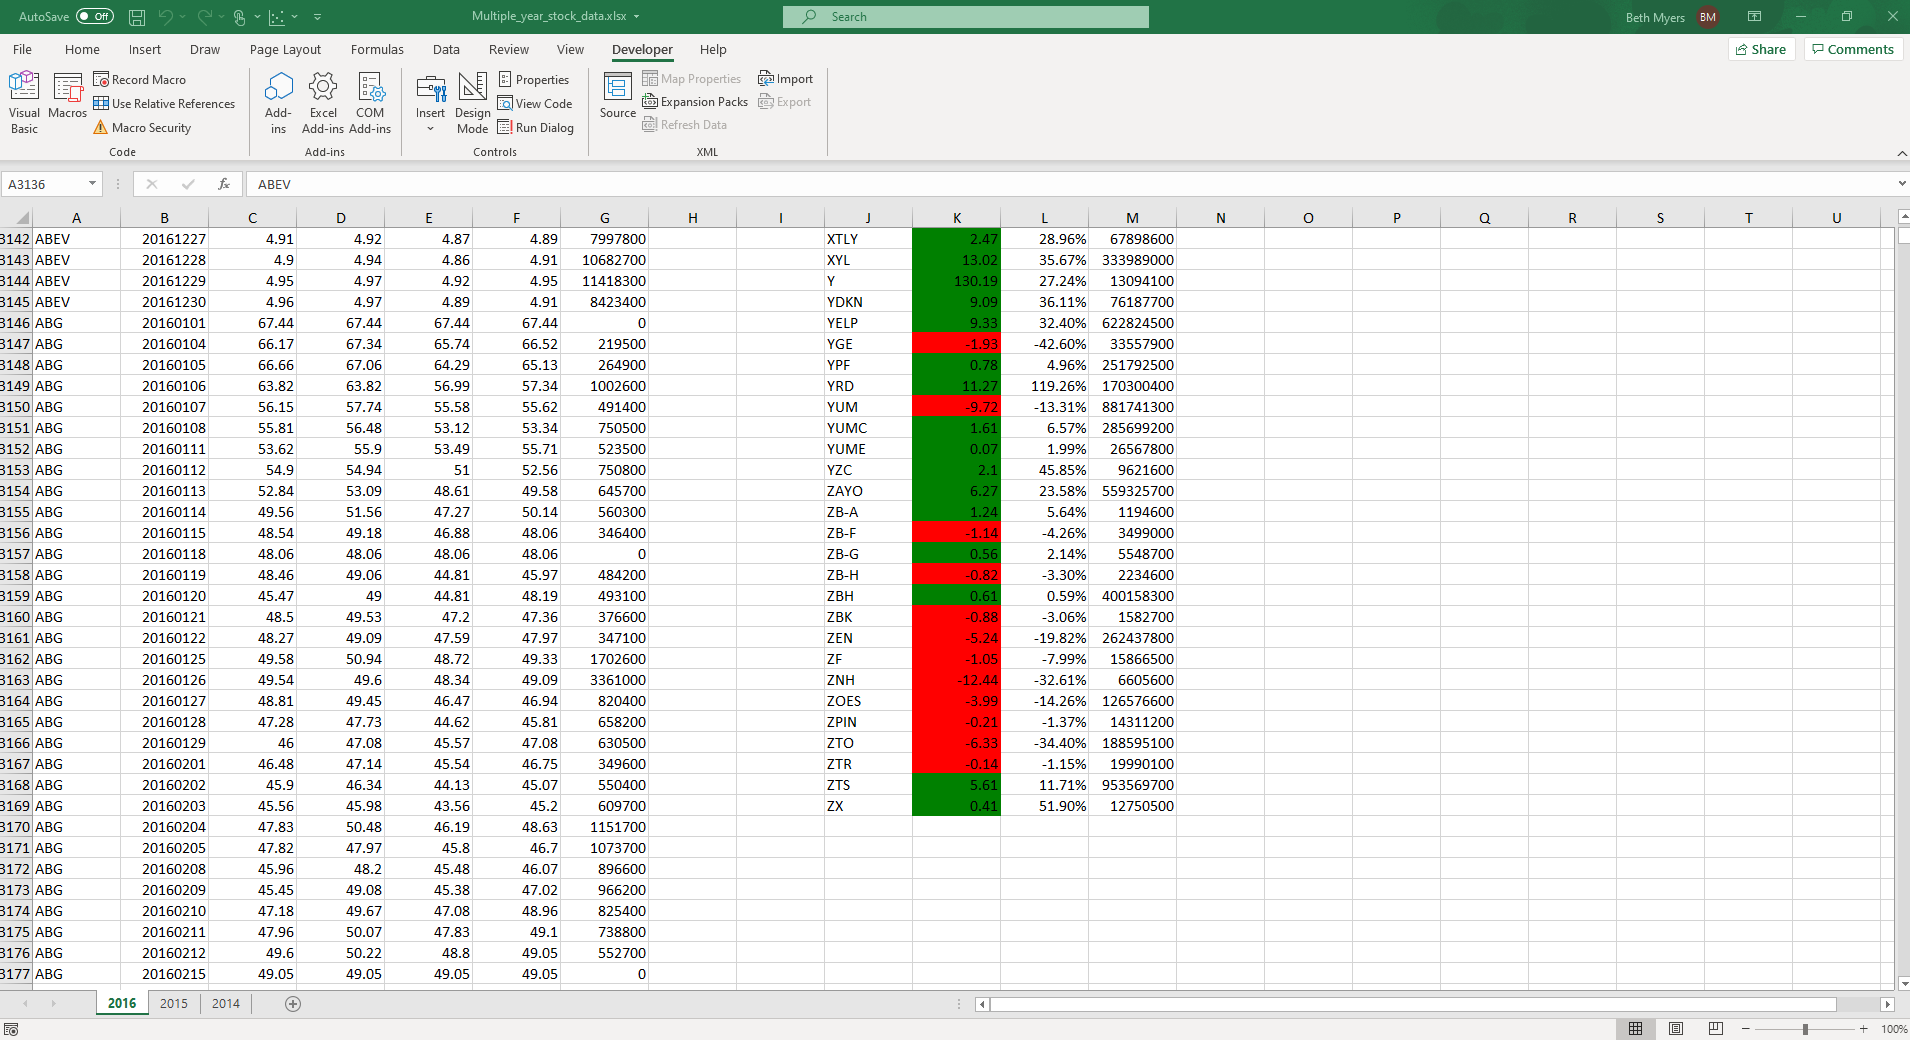 AutoSave Off Multiple_year_stock_data.xlsx Search Beth Myers BM
File Home Insert Draw Page Layout Formulas Data Review View Developer Help Share Comments
Visual Basic
Macros
Record Macro
Use Relative References
Macro Security
Code
Add-ins
Excel Add-ins
COM Add-ins
Add-ins
Insert
Design Mode
Properties
View Code
Run Dialog
Controls
Source
Map Properties
Expansion Packs
Refresh Data
Import
Export
XML
A3136 fx ABEV
A B C D E F G H I J K L M N O P Q R S T U
3142 ABEV 20161227 4.91 4.92 4.87 4.89 7997800 XTLY 2.47 28.96% 67898600
3143 ABEV 20161228 4.9 4.94 4.86 4.91 10682700 XYL 13.02 35.67% 333989000
3144 ABEV 20161229 4.95 4.97 4.92 4.95 11418300 Y 130.19 27.24% 13094100
3145 ABEV 20161230 4.96 4.97 4.89 4.91 8423400 YDKN 9.09 36.11% 76187700
3146 ABG 20160101 67.44 67.44 67.44 67.44 0 YELP 9.33 32.40% 622824500
3147 ABG 20160104 66.17 67.34 65.74 66.52 219500 YGE -1.93 -42.60% 33557900
3148 ABG 20160105 66.66 67.06 64.29 65.13 264900 YPF 0.78 4.96% 251792500
3149 ABG 20160106 63.82 63.82 56.99 57.34 1002600 YRD 11.27 119.26% 170300400
3150 ABG 20160107 56.15 57.74 55.58 55.62 491400 YUM -9.72 -13.31% 881741300
3151 ABG 20160108 55.81 56.48 53.12 53.34 750500 YUMC 1.61 6.57% 285699200
3152 ABG 20160111 53.62 55.9 53.49 55.71 523500 YUME 0.07 1.99% 26567800
3153 ABG 20160112 54.9 54.94 51 52.56 750800 YZC 2.1 45.85% 9621600
3154 ABG 20160113 52.84 53.09 48.61 49.58 645700 ZAYO 6.27 23.58% 559325700
3155 ABG 20160114 49.56 51.56 47.27 50.14 560300 ZB-A 1.24 5.64% 1194600
3156 ABG 20160115 48.54 49.18 46.88 48.06 346400 ZB-F -1.14 -4.26% 3499000
3157 ABG 20160118 48.06 48.06 48.06 48.06 0 ZB-G 0.56 2.14% 5548700
3158 ABG 20160119 48.46 49.06 44.81 45.97 484200 ZB-H -0.82 -3.30% 2234600
3159 ABG 20160120 45.47 49 44.81 48.19 493100 ZBH 0.61 0.59% 400158300
3160 ABG 20160121 48.5 49.53 47.2 47.36 376600 ZBK -0.88 -3.06% 1582700
3161 ABG 20160122 48.27 49.09 47.59 47.97 347100 ZEN -5.24 -19.82% 262437800
3162 ABG 20160125 49.58 50.94 48.72 49.33 1702600 ZF -1.05 -7.99% 15866500
3163 ABG 20160126 49.54 49.6 48.34 49.09 3361000 ZNH -12.44 -32.61% 6605600
3164 ABG 20160127 48.81 49.45 46.47 46.94 820400 ZOES -3.99 -14.26% 126576600
3165 ABG 20160128 47.28 47.73 44.62 45.81 658200 ZPIN -0.21 -1.37% 14311200
3166 ABG 20160129 46 47.08 45.57 47.08 630500 ZTO -6.33 -34.40% 188595100
3167 ABG 20160201 46.48 47.14 45.54 46.75 349600 ZTR -0.14 -1.15% 19990100
3168 ABG 20160202 45.9 46.34 44.13 45.07 550400 ZTS 5.61 11.71% 953569700
3169 ABG 20160203 45.56 45.98 43.56 45.2 609700 ZX 0.41 51.90% 12750500
3170 ABG 20160204 47.83 50.48 46.19 48.63 1151700
3171 ABG 20160205 47.82 47.97 45.8 46.7 1073700
3172 ABG 20160208 45.96 48.2 45.48 46.07 896600
3173 ABG 20160209 45.45 49.08 45.38 47.02 966200
3174 ABG 20160210 47.18 49.67 47.08 48.96 825400
3175 ABG 20160211 47.96 50.07 47.83 49.1 738800
3176 ABG 20160212 49.6 50.22 48.8 49.05 552700
3177 ABG 20160215 49.05 49.05 49.05 49.05 0
2016 2015 2014
100%